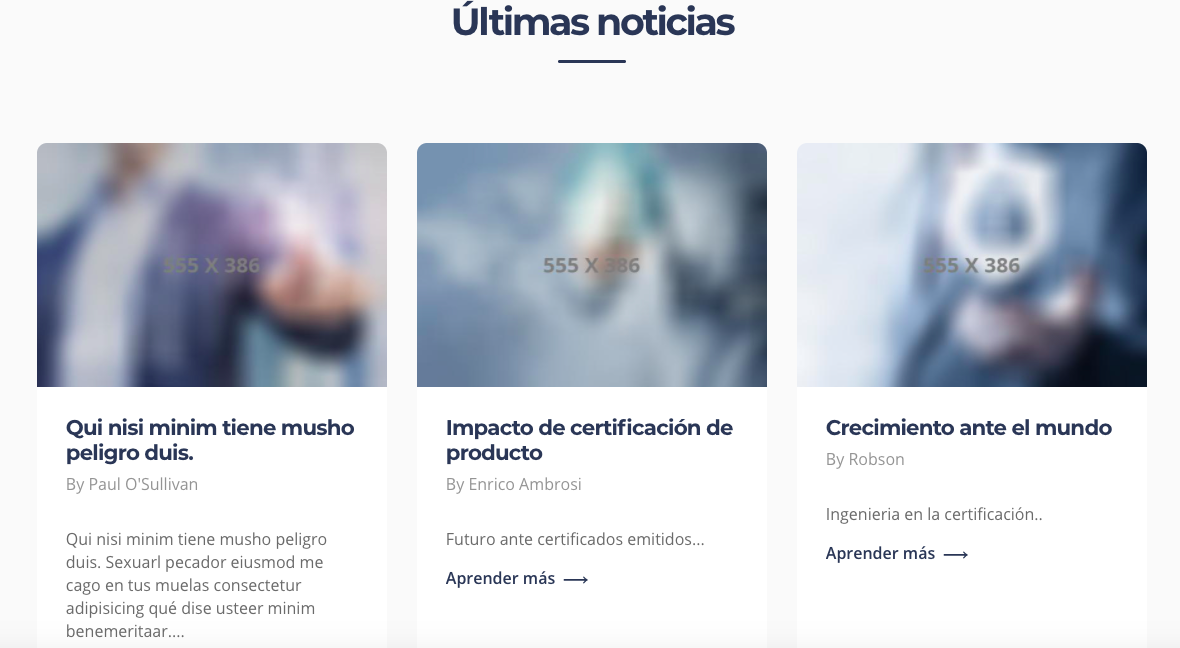 Últimas noticias
555 X 386
555 X 386
555 X 386
Qui nisi minim tiene musho
peligro duis.
By Paul O'Sullivan
Qui nisi minim tiene musho peligro
duis. Sexuarl pecador eiusmod me
cago en tus muelas consectetur
adipisicing qué dise usteer minim
benemeritaar....
Impacto de certificación de
producto
By Enrico Ambrosi
Futuro ante certificados emitidos...
Aprender más ⟶
Crecimiento ante el mundo
By Robson
Ingenieria en la certificación..
Aprender más ⟶